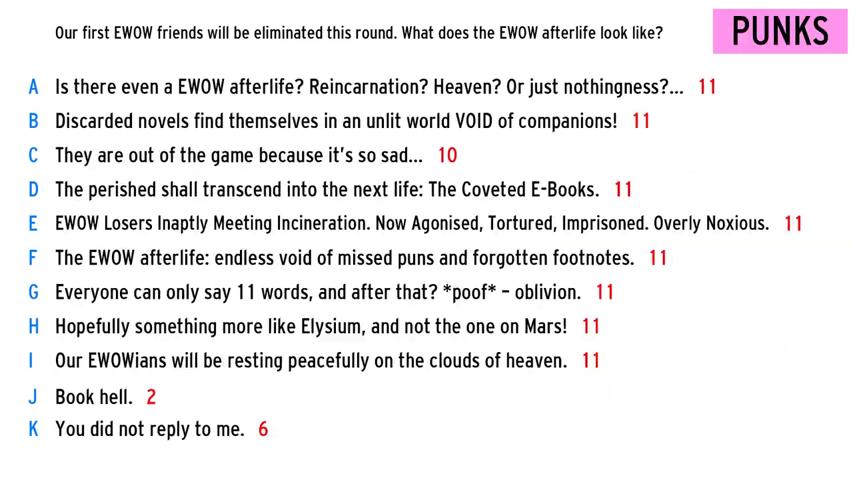 Our first EWOW friends will be eliminated this round. What does the EWOW afterlife look like?
PUNKS
A Is there even a EWOW afterlife? Reincarnation? Heaven? Or just nothingness?... 11
B Discarded novels find themselves in an unlit world VOID of companions! 11
C They are out of the game because it's so sad... 10
D The perished shall transcend into the next life: The Coveted E-Books. 11
E EWOW Losers Inaptly Meeting Incineration. Now Agonised, Tortured, Imprisoned. Overly Noxious. 11
F The EWOW afterlife: endless void of missed puns and forgotten footnotes. 11
G Everyone can only say 11 words, and after that? *poof* – oblivion. 11
H Hopefully something more like Elysium, and not the one on Mars! 11
I Our EWOWians will be resting peacefully on the clouds of heaven. 11
J Book hell. 2
K You did not reply to me. 6